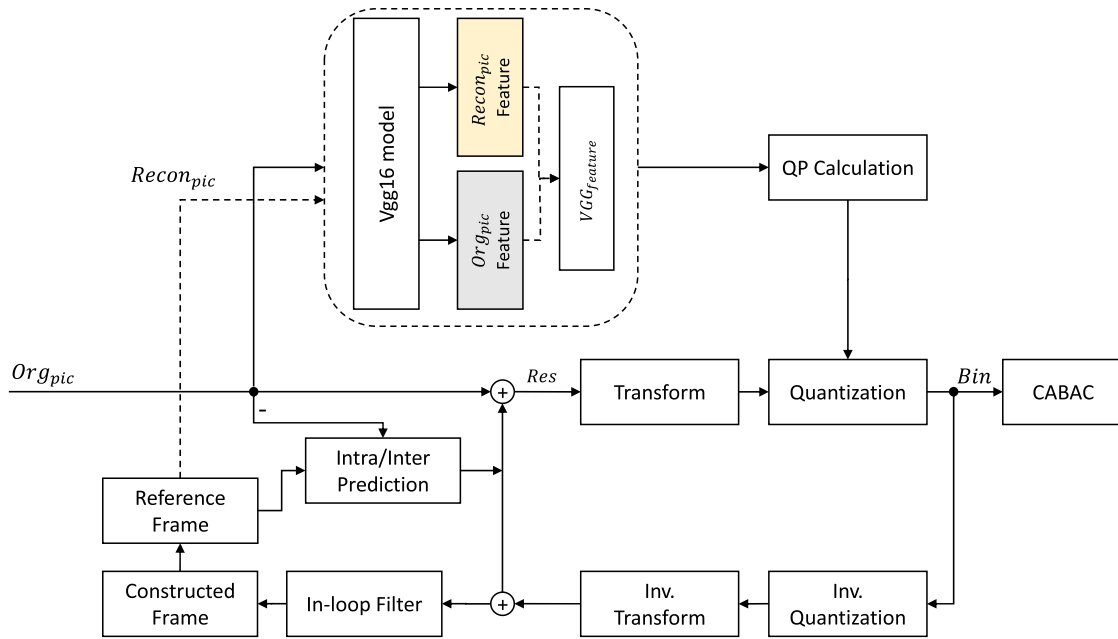 Vgg16 model
Recon_pic
Feature
Org_pic
Feature
VGG_feature
QP Calculation
Recon_pic
Org_pic
-
+
Res
Transform
Quantization
Bin
CABAC
Intra/Inter
Prediction
Reference
Frame
Constructed
Frame
In-loop Filter
+
Inv.
Transform
Inv.
Quantization